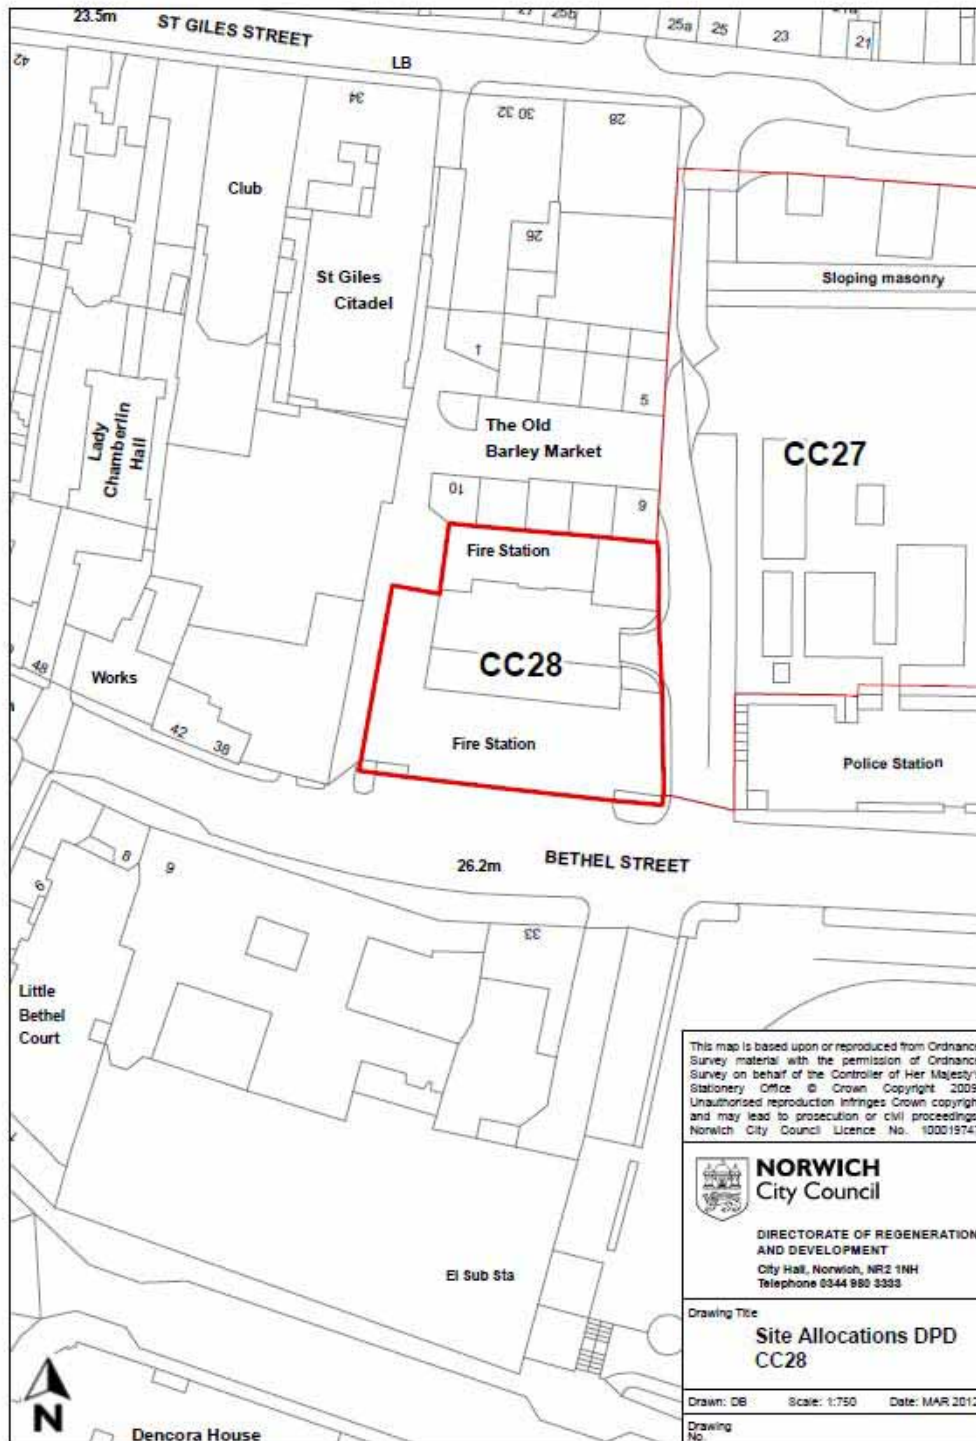 23.5m
ST GILES STREET
25b
25a
25
23
21
42
LB
34
32 30
28
Club
26
St Giles
Citadel
Sloping masonry
1
5
The Old
Barley Market
Lady
Chamberlin
Hall
CC27
10
6
Fire Station
CC28
48
Works
42
38
Fire Station
Police Station
BETHEL STREET
26.2m
8
9
6
33
Little
Bethel
Court
El Sub Sta
This map is based upon or reproduced from Ordnance
Survey material with the permission of Ordnance
Survey on behalf of the Controller of Her Majesty's
Stationery Office © Crown Copyright 2009.
Unauthorised reproduction infringes Crown copyright
and may lead to prosecution or civil proceedings.
Norwich City Council Licence No. 100019747
NORWICH
City Council
DIRECTORATE OF REGENERATION
AND DEVELOPMENT
City Hall, Norwich, NR2 1NH
Telephone 0344 980 3333
Drawing Title
Site Allocations DPD
CC28
Drawn: DB Scale: 1:750 Date: MAR 2012
Drawing
No.
N
Dencora House